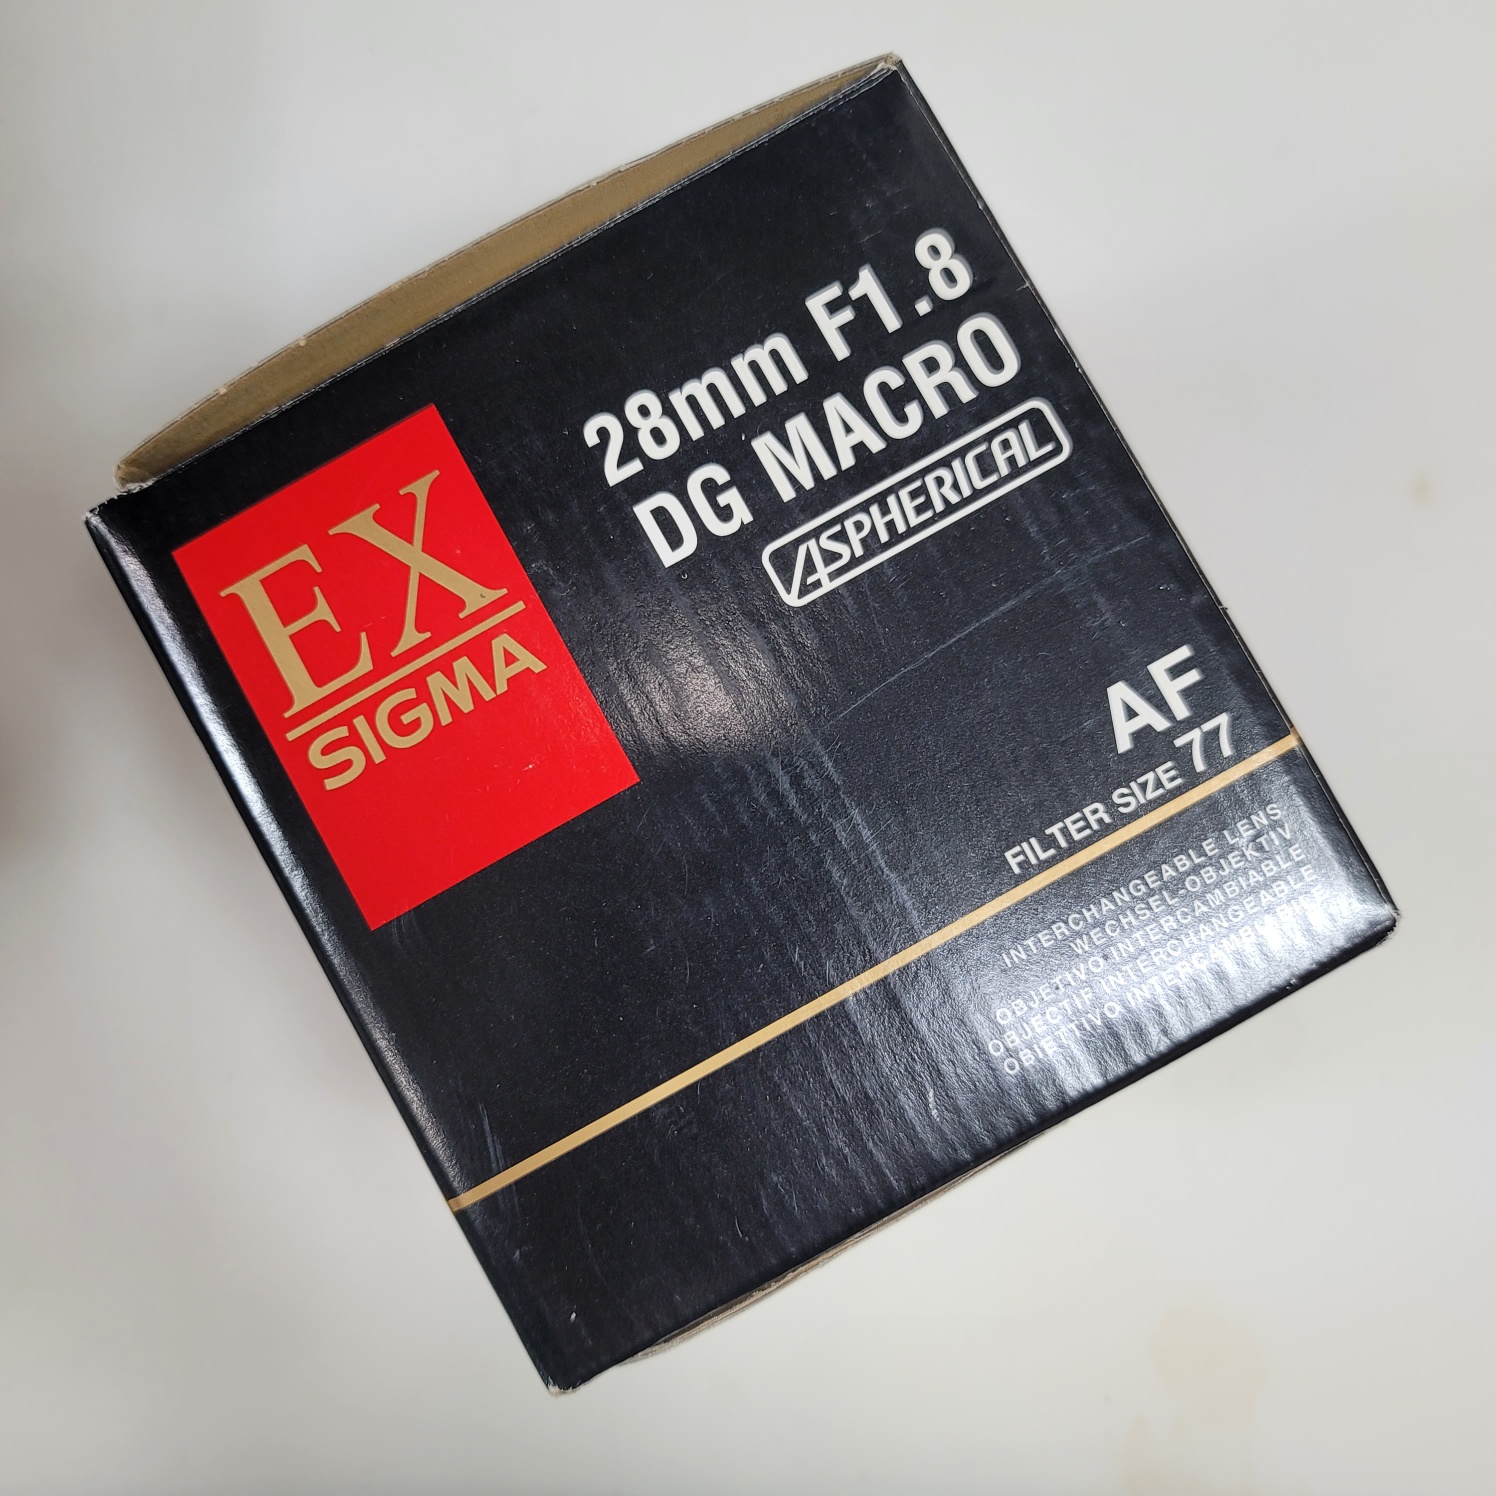 28mm F1.8
DG MACRO
ASPHERICAL
EX
SIGMA
AF
FILTER SIZE 77
INTERCHANGEABLE LENS
WECHSEL-OBJEKTIV
OBJETIVO INTERCAMBIABLE
OBJECTIF INTERCHANGEABLE
OBIETTIVO